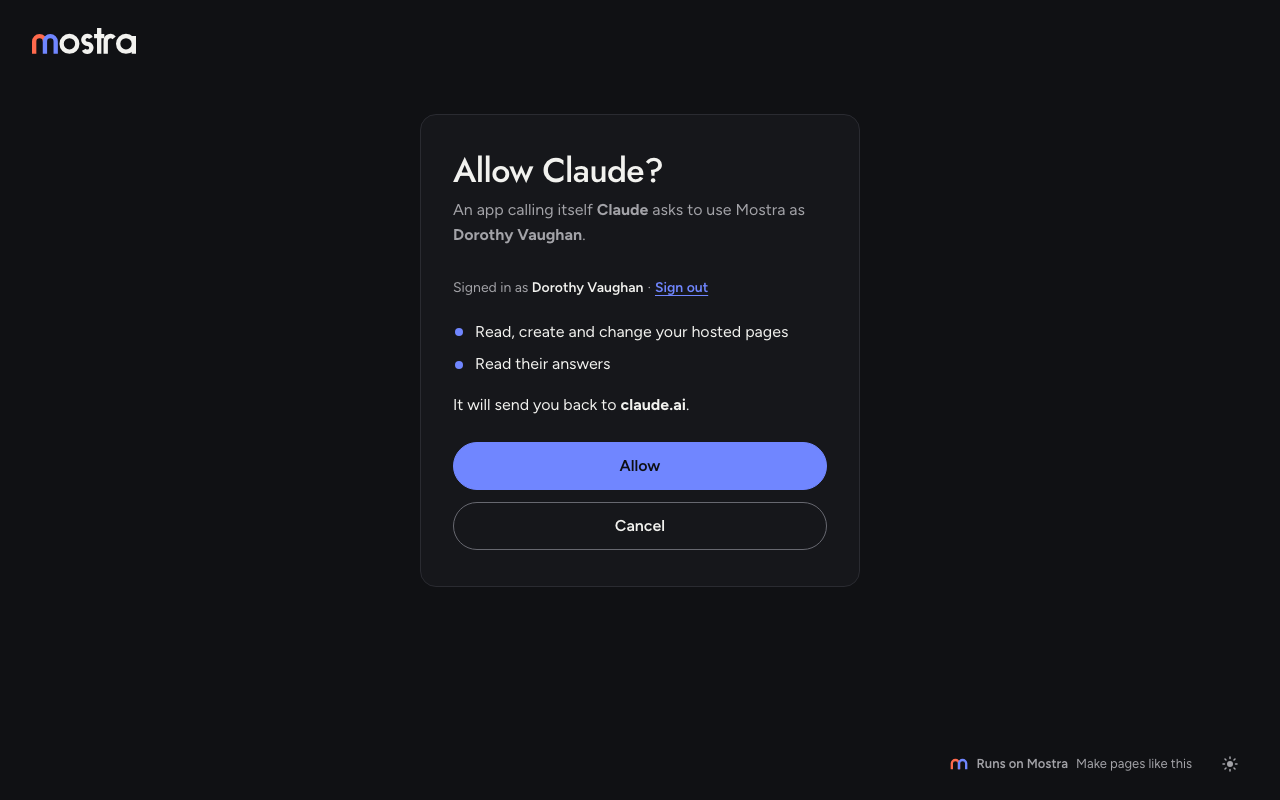 mostra
Allow Claude?
An app calling itself Claude asks to use Mostra as
Dorothy Vaughan.
Signed in as Dorothy Vaughan · Sign out
Read, create and change your hosted pages
Read their answers
It will send you back to claude.ai.
Allow
Cancel
Runs on Mostra Make pages like this